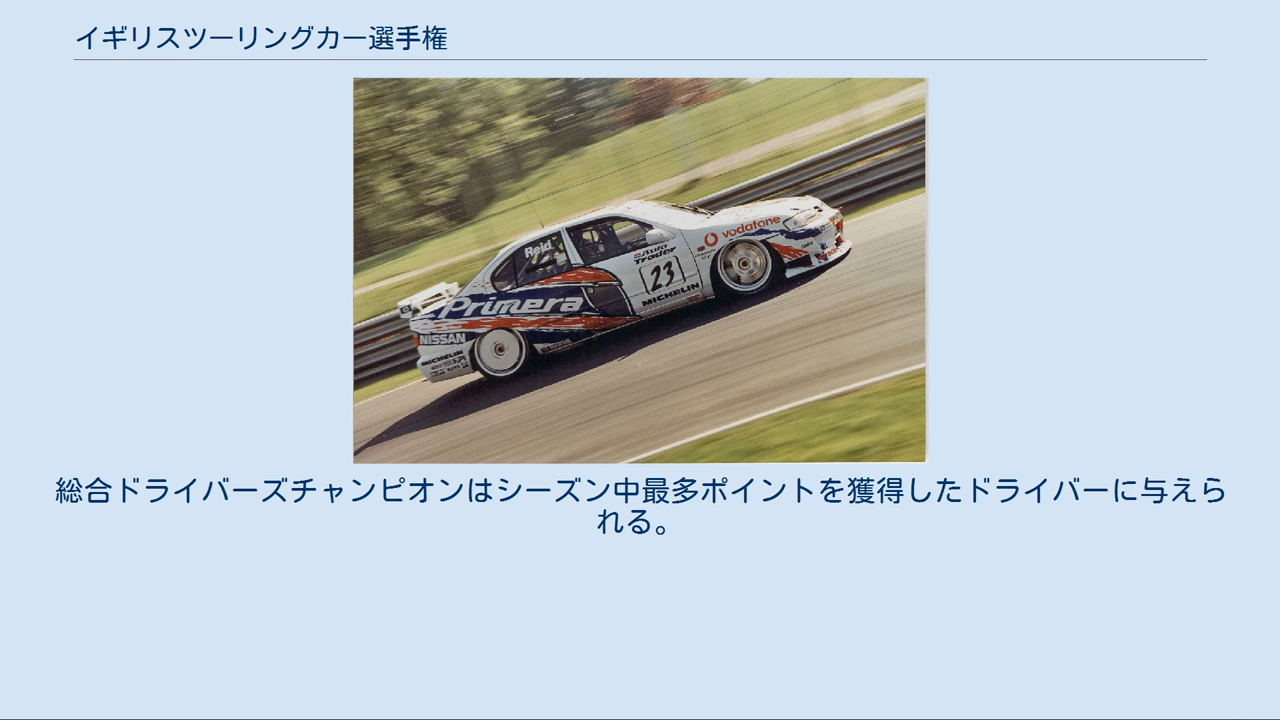 イギリスツーリングカー選手権
Reid
vodafone
Auto
Trader
23
MICHELIN
Primera
NISSAN
MICHELIN
総合ドライバーズチャンピオンはシーズン中最多ポイントを獲得したドライバーに与えら
れる。